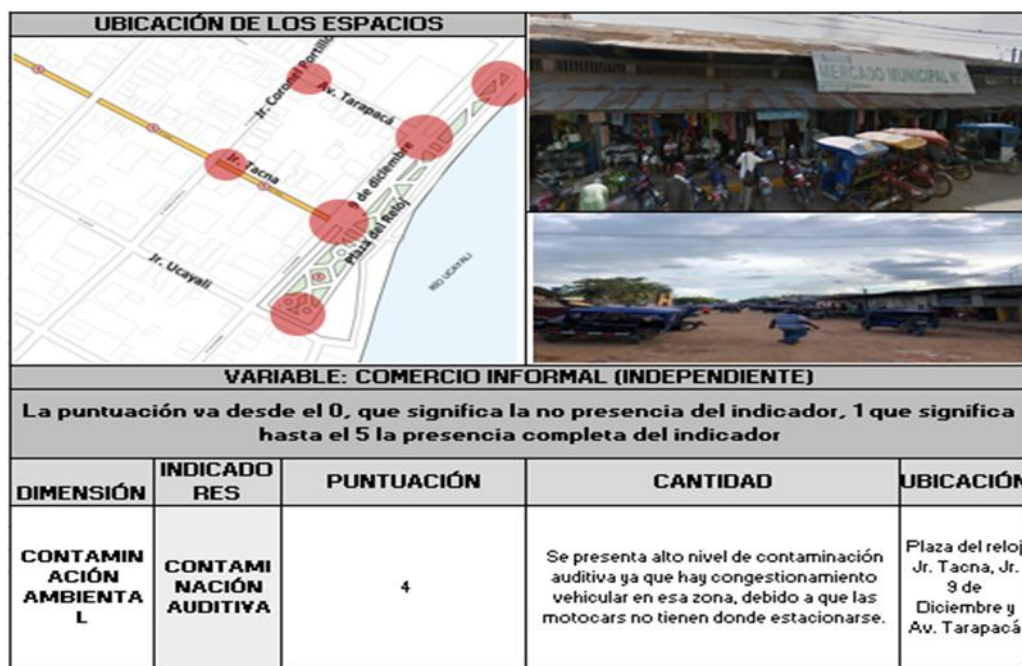 UBICACIÓN DE LOS ESPACIOS
Jr. Coronel Portillo
Av. Tarapacá
Jr. Tacna
9 de diciembre
Plaza del Reloj
Jr. Ucayali
RÍO UCAYALI
MERCADO MUNICIPAL N°
VARIABLE: COMERCIO INFORMAL (INDEPENDIENTE)
La puntuación va desde el 0, que significa la no presencia del indicador, 1 que significa
hasta el 5 la presencia completa del indicador
DIMENSIÓN
INDICADO
RES
PUNTUACIÓN
CANTIDAD
UBICACIÓN
CONTAMIN
ACIÓN
AMBIENTA
L
CONTAMI
NACIÓN
AUDITIVA
4
Se presenta alto nivel de contaminación
auditiva ya que hay congestionamiento
vehicular en esa zona, debido a que las
motocars no tienen donde estacionarse.
Plaza del reloj
Jr. Tacna, Jr.
9 de
Diciembre y
Av. Tarapacá